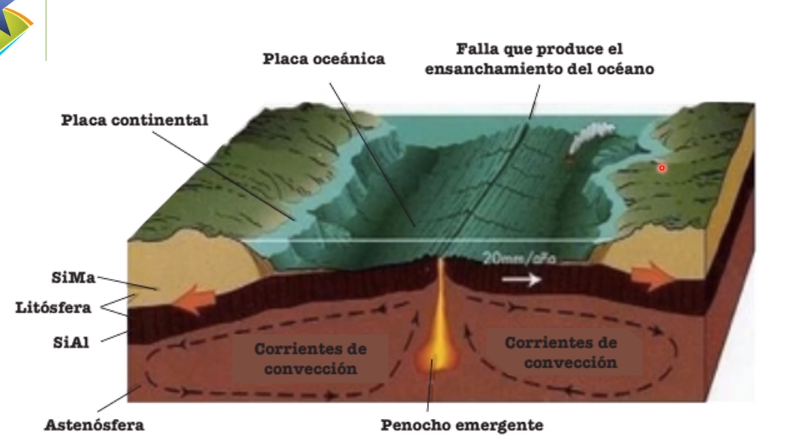 Falla que produce el
ensanchamiento del océano
Placa oceánica
Placa continental
20mm/año
SiMa
Litósfera
SiAl
Corrientes de
convección
Corrientes de
convección
Astenósfera
Penocho emergente